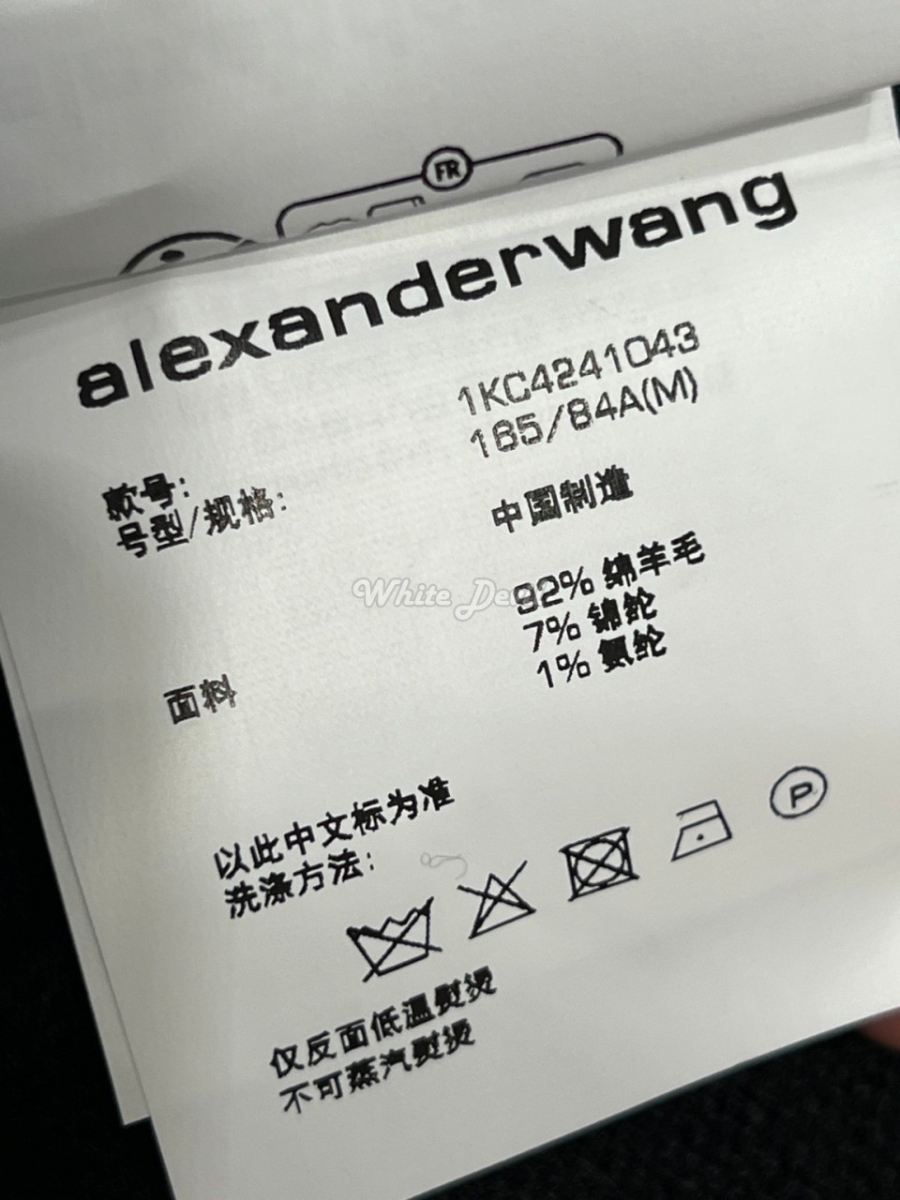 FR
alexanderwang
款号: 1KC4241043
号型/规格: 165/84A(M)
中国制造
面料 92% 绵羊毛
7% 锦纶
1% 氨纶
以此中文标为准
洗涤方法:
P
仅反面低温熨烫
不可蒸汽熨烫